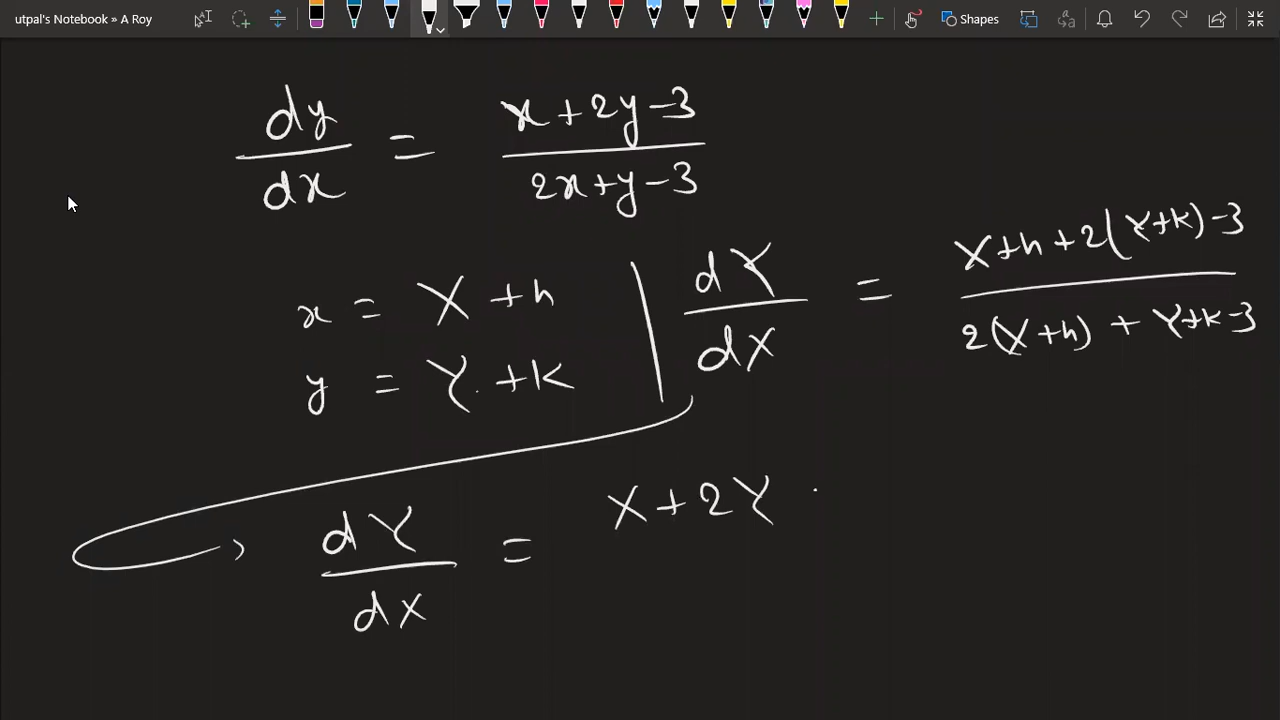 utpal's Notebook » A Roy
Shapes
dy/dx = (x+2y-3)/(2x+y-3)
x = X+h
y = Y+k
dY/dX = (X+h+2(Y+k)-3)/(2(X+h)+Y+k-3)
dY/dX = X+2Y